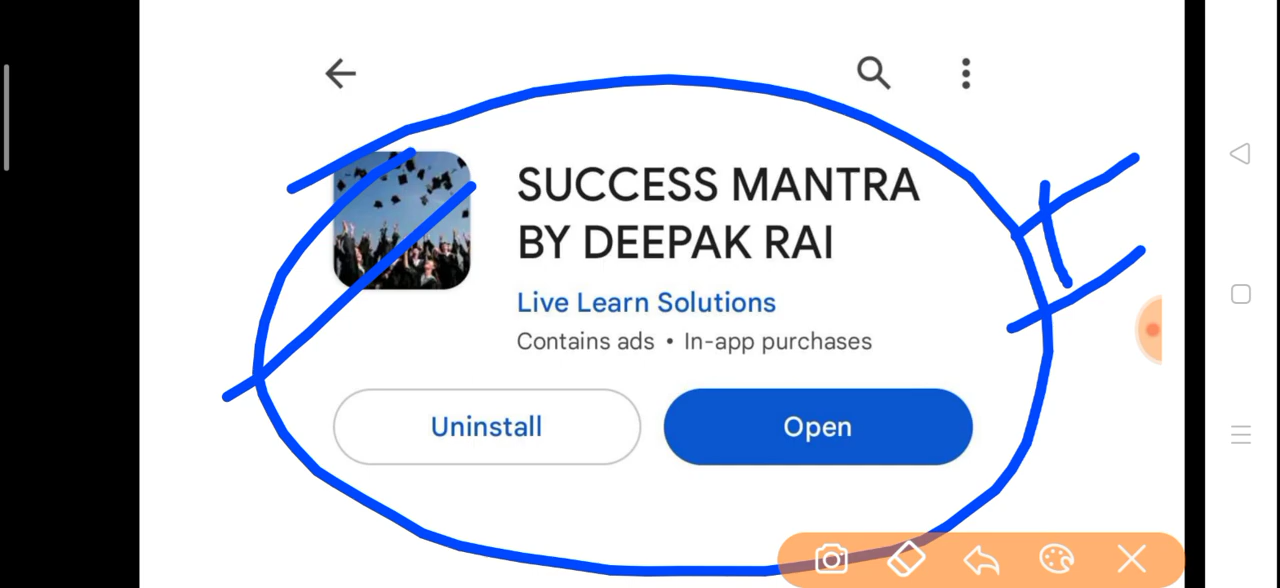 SUCCESS MANTRA
BY DEEPAK RAI
Live Learn Solutions
Contains ads • In-app purchases
Uninstall
Open